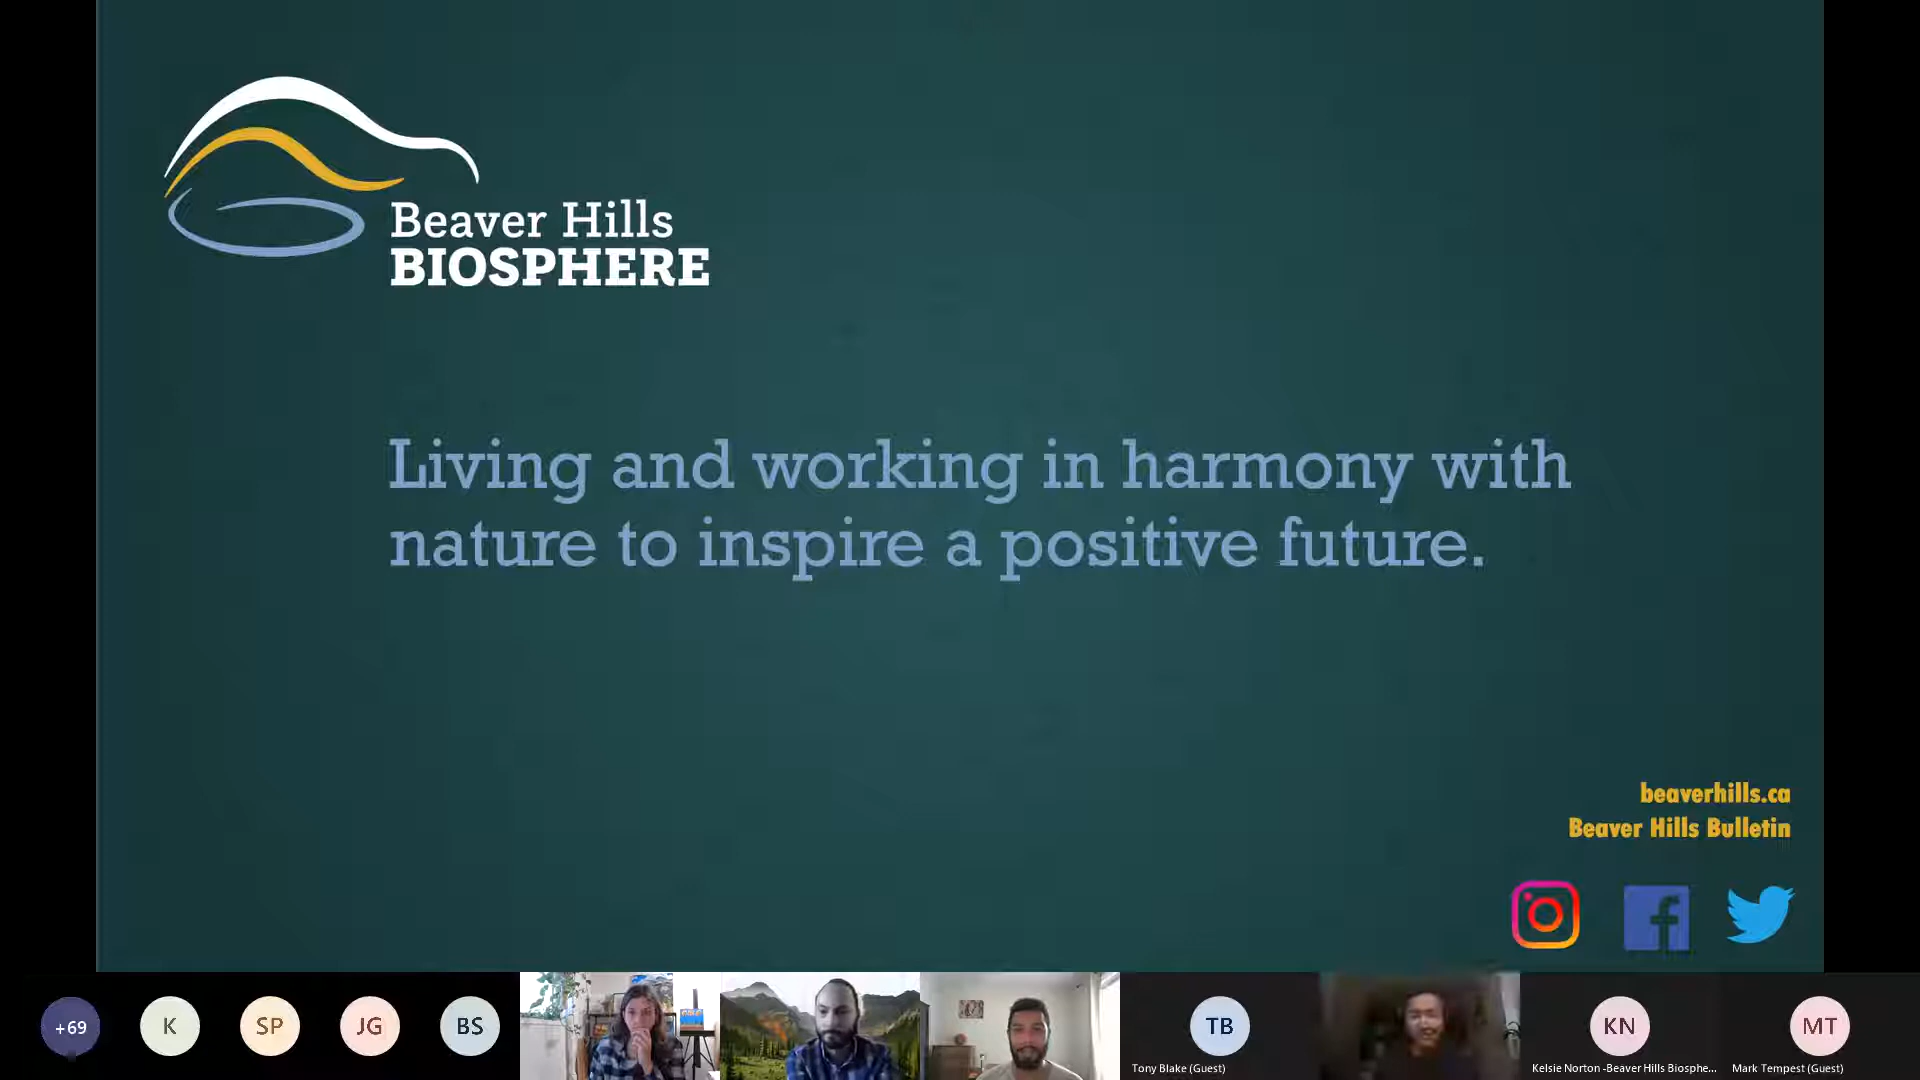 Beaver Hills
BIOSPHERE
Living and working in harmony with
nature to inspire a positive future.
beaverhills.ca
Beaver Hills Bulletin
+69
K
SP
JG
BS
TB
KN
MT
Tony Blake (Guest)
Kelsie Norton -Beaver Hills Biosphe...
Mark Tempest (Guest)